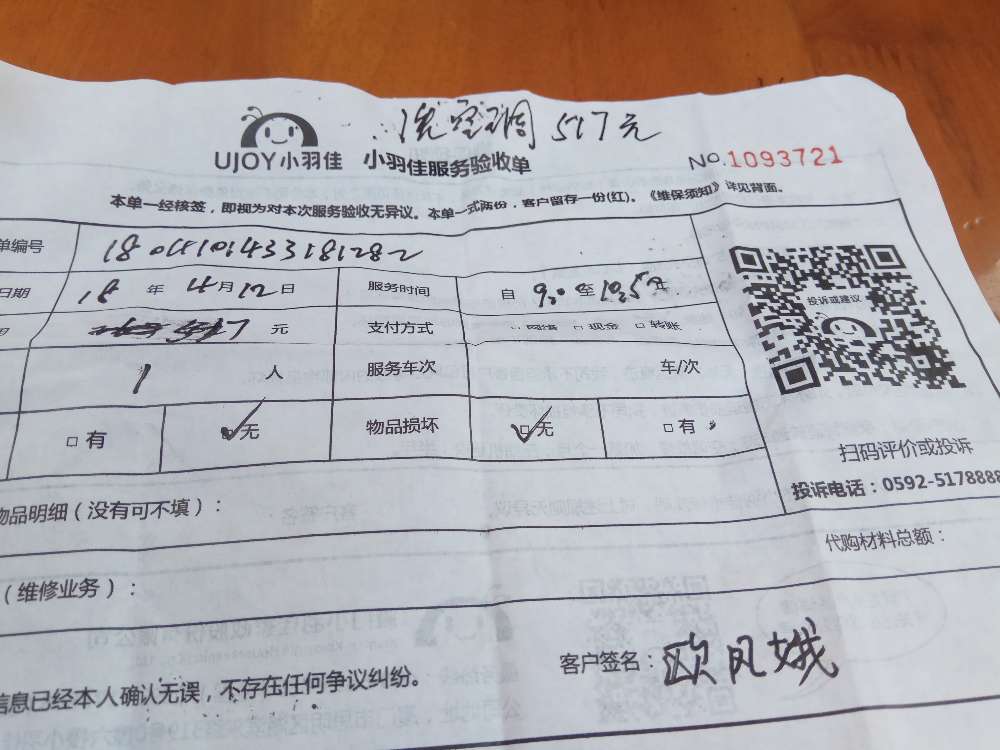 洗空调 517元
UJOY小羽佳 小羽佳服务验收单 No.1093721
本单一经核签，即视为对本次服务验收无异议。本单一式两份，客户留存一份(红)。《维保须知》详见背面。
单编号 1804101433181282
日期 18 年 4月12日 服务时间 自 9:20至10:50
元 支付方式 □ 网络 □ 现金 □ 转账
1 人 服务车次 车/次
□ 有 ✓无 物品损坏 ✓无 □ 有
投诉或建议
扫码评价或投诉
投诉电话：0592-5178888
物品明细（没有可不填）：
代购材料总额：
（维修业务）：
客户签名：欧凤娥
信息已经本人确认无误，不存在任何争议纠纷。